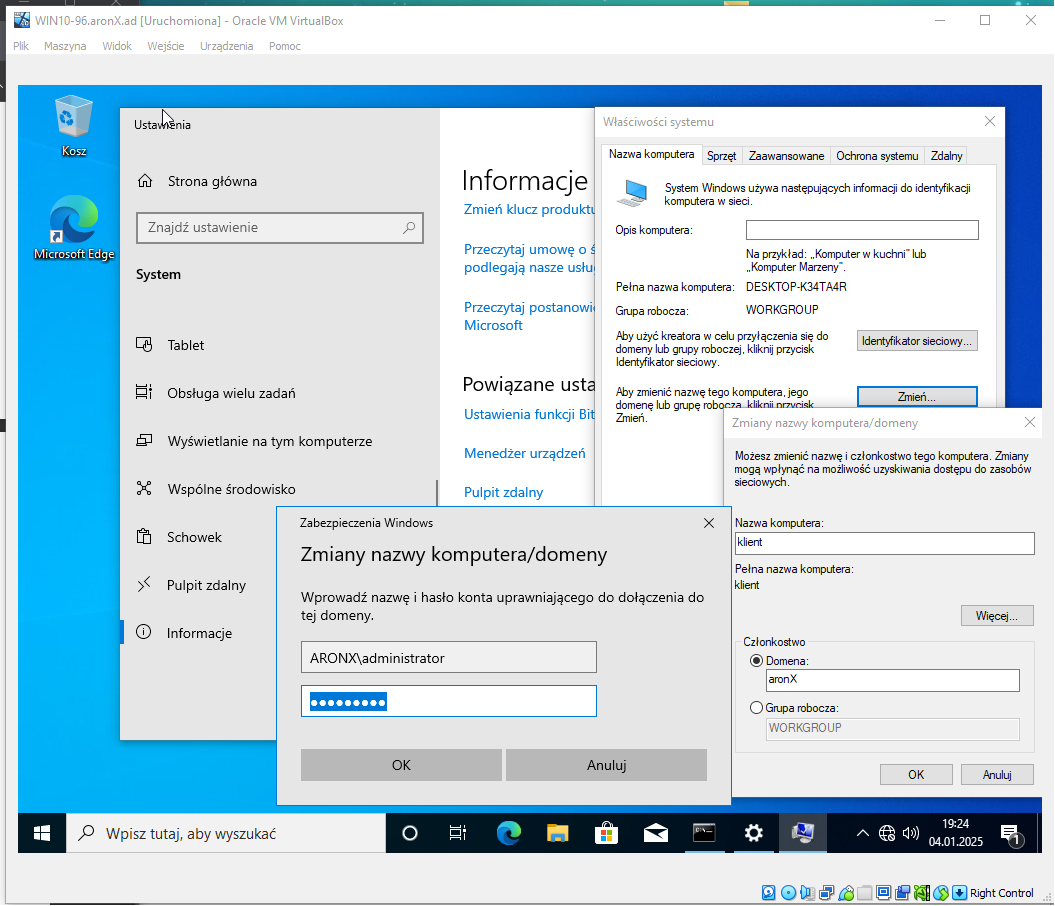 WIN10-96.aronX.ad [Uruchomiona] - Oracle VM VirtualBox
Plik Maszyna Widok Wejście Urządzenia Pomoc
Kosz
Microsoft Edge
Ustawienia
Strona główna
Znajdź ustawienie
System
Tablet
Obsługa wielu zadań
Wyświetlanie na tym komputerze
Wspólne środowisko
Schowek
Pulpit zdalny
Informacje
Informacje
Zmień klucz produktu
Przeczytaj umowę o ś
podlegają nasze usłu
Przeczytaj postanowie
Microsoft
Powiązane usta
Ustawienia funkcji Bit
Menedżer urządzeń
Pulpit zdalny
Właściwości systemu
Nazwa komputera Sprzęt Zaawansowane Ochrona systemu Zdalny
System Windows używa następujących informacji do identyfikacji
komputera w sieci.
Opis komputera:
Na przykład: „Komputer w kuchni” lub
„Komputer Marzeny”.
Pełna nazwa komputera: DESKTOP-K34TA4R
Grupa robocza: WORKGROUP
Aby użyć kreatora w celu przyłączenia się do
domeny lub grupy roboczej, kliknij przycisk
Identyfikator sieciowy.
Identyfikator sieciowy...
Aby zmienić nazwę tego komputera, jego
domenę lub grupę roboczą, kliknij przycisk
Zmień.
Zmień...
Zmiany nazwy komputera/domeny
Możesz zmienić nazwę i członkostwo tego komputera. Zmiany
mogą wpłynąć na możliwość uzyskiwania dostępu do zasobów
sieciowych.
Nazwa komputera:
klient
Pełna nazwa komputera:
klient
Więcej...
Członkostwo
Domena:
aronX
Grupa robocza:
WORKGROUP
OK Anuluj
Zabezpieczenia Windows
Zmiany nazwy komputera/domeny
Wprowadź nazwę i hasło konta uprawniającego do dołączenia do
tej domeny.
ARONX\administrator
●●●●●●●●●
OK Anuluj
Wpisz tutaj, aby wyszukać
19:24
04.01.2025
1
Right Control